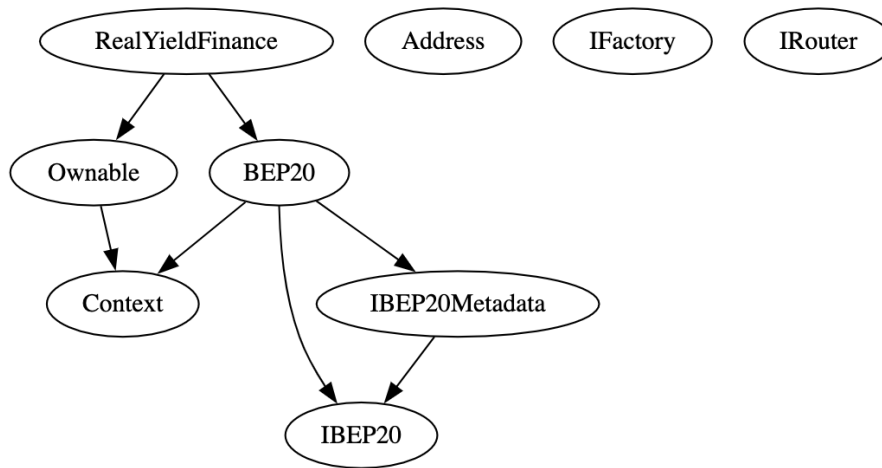 RealYieldFinance
Address
IFactory
IRouter
Ownable
BEP20
Context
IBEP20Metadata
IBEP20